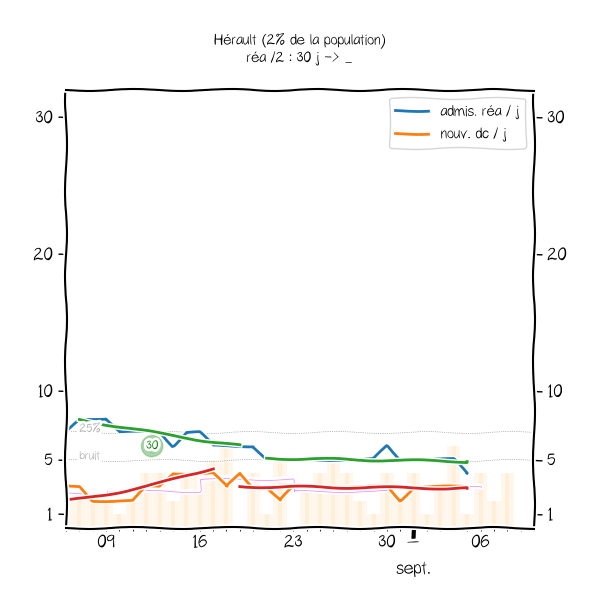 Hérault (2% de la population)
réa /2 : 30 j -> _
admis. réa / j
nouv. dc / j
30 30
20 20
10 10
25%
30
bruit
5 5
1 1
09 16 23 30 06
sept.